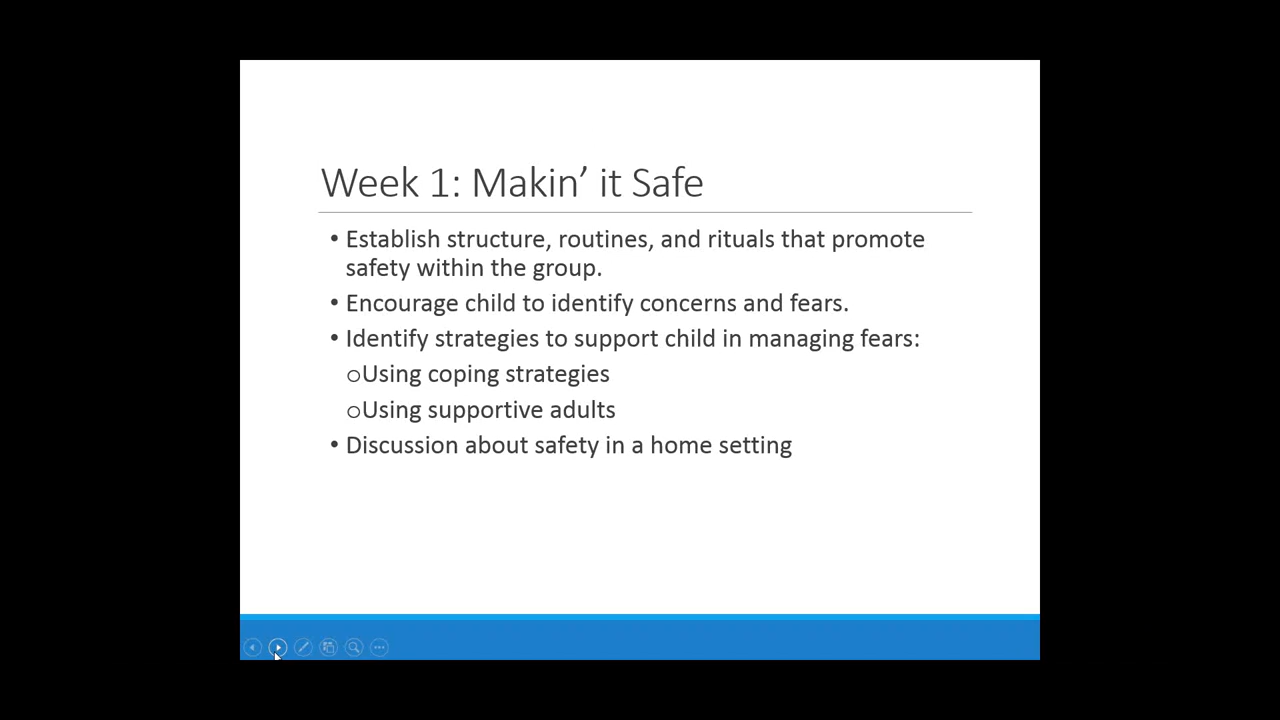 Week 1: Makin’ it Safe
• Establish structure, routines, and rituals that promote
safety within the group.
• Encourage child to identify concerns and fears.
• Identify strategies to support child in managing fears:
oUsing coping strategies
oUsing supportive adults
• Discussion about safety in a home setting